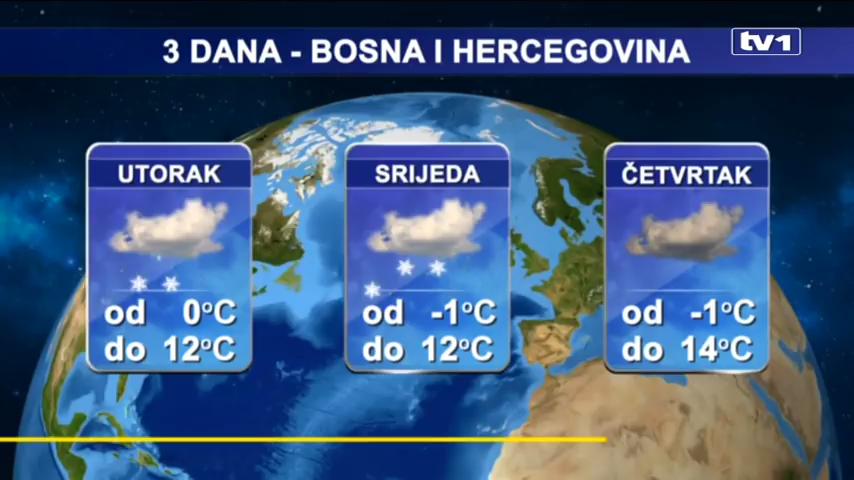 3 DANA - BOSNA I HERCEGOVINA
tv1
UTORAK
od 0°C
do 12°C
SRIJEDA
od -1°C
do 12°C
ČETVRTAK
od -1°C
do 14°C